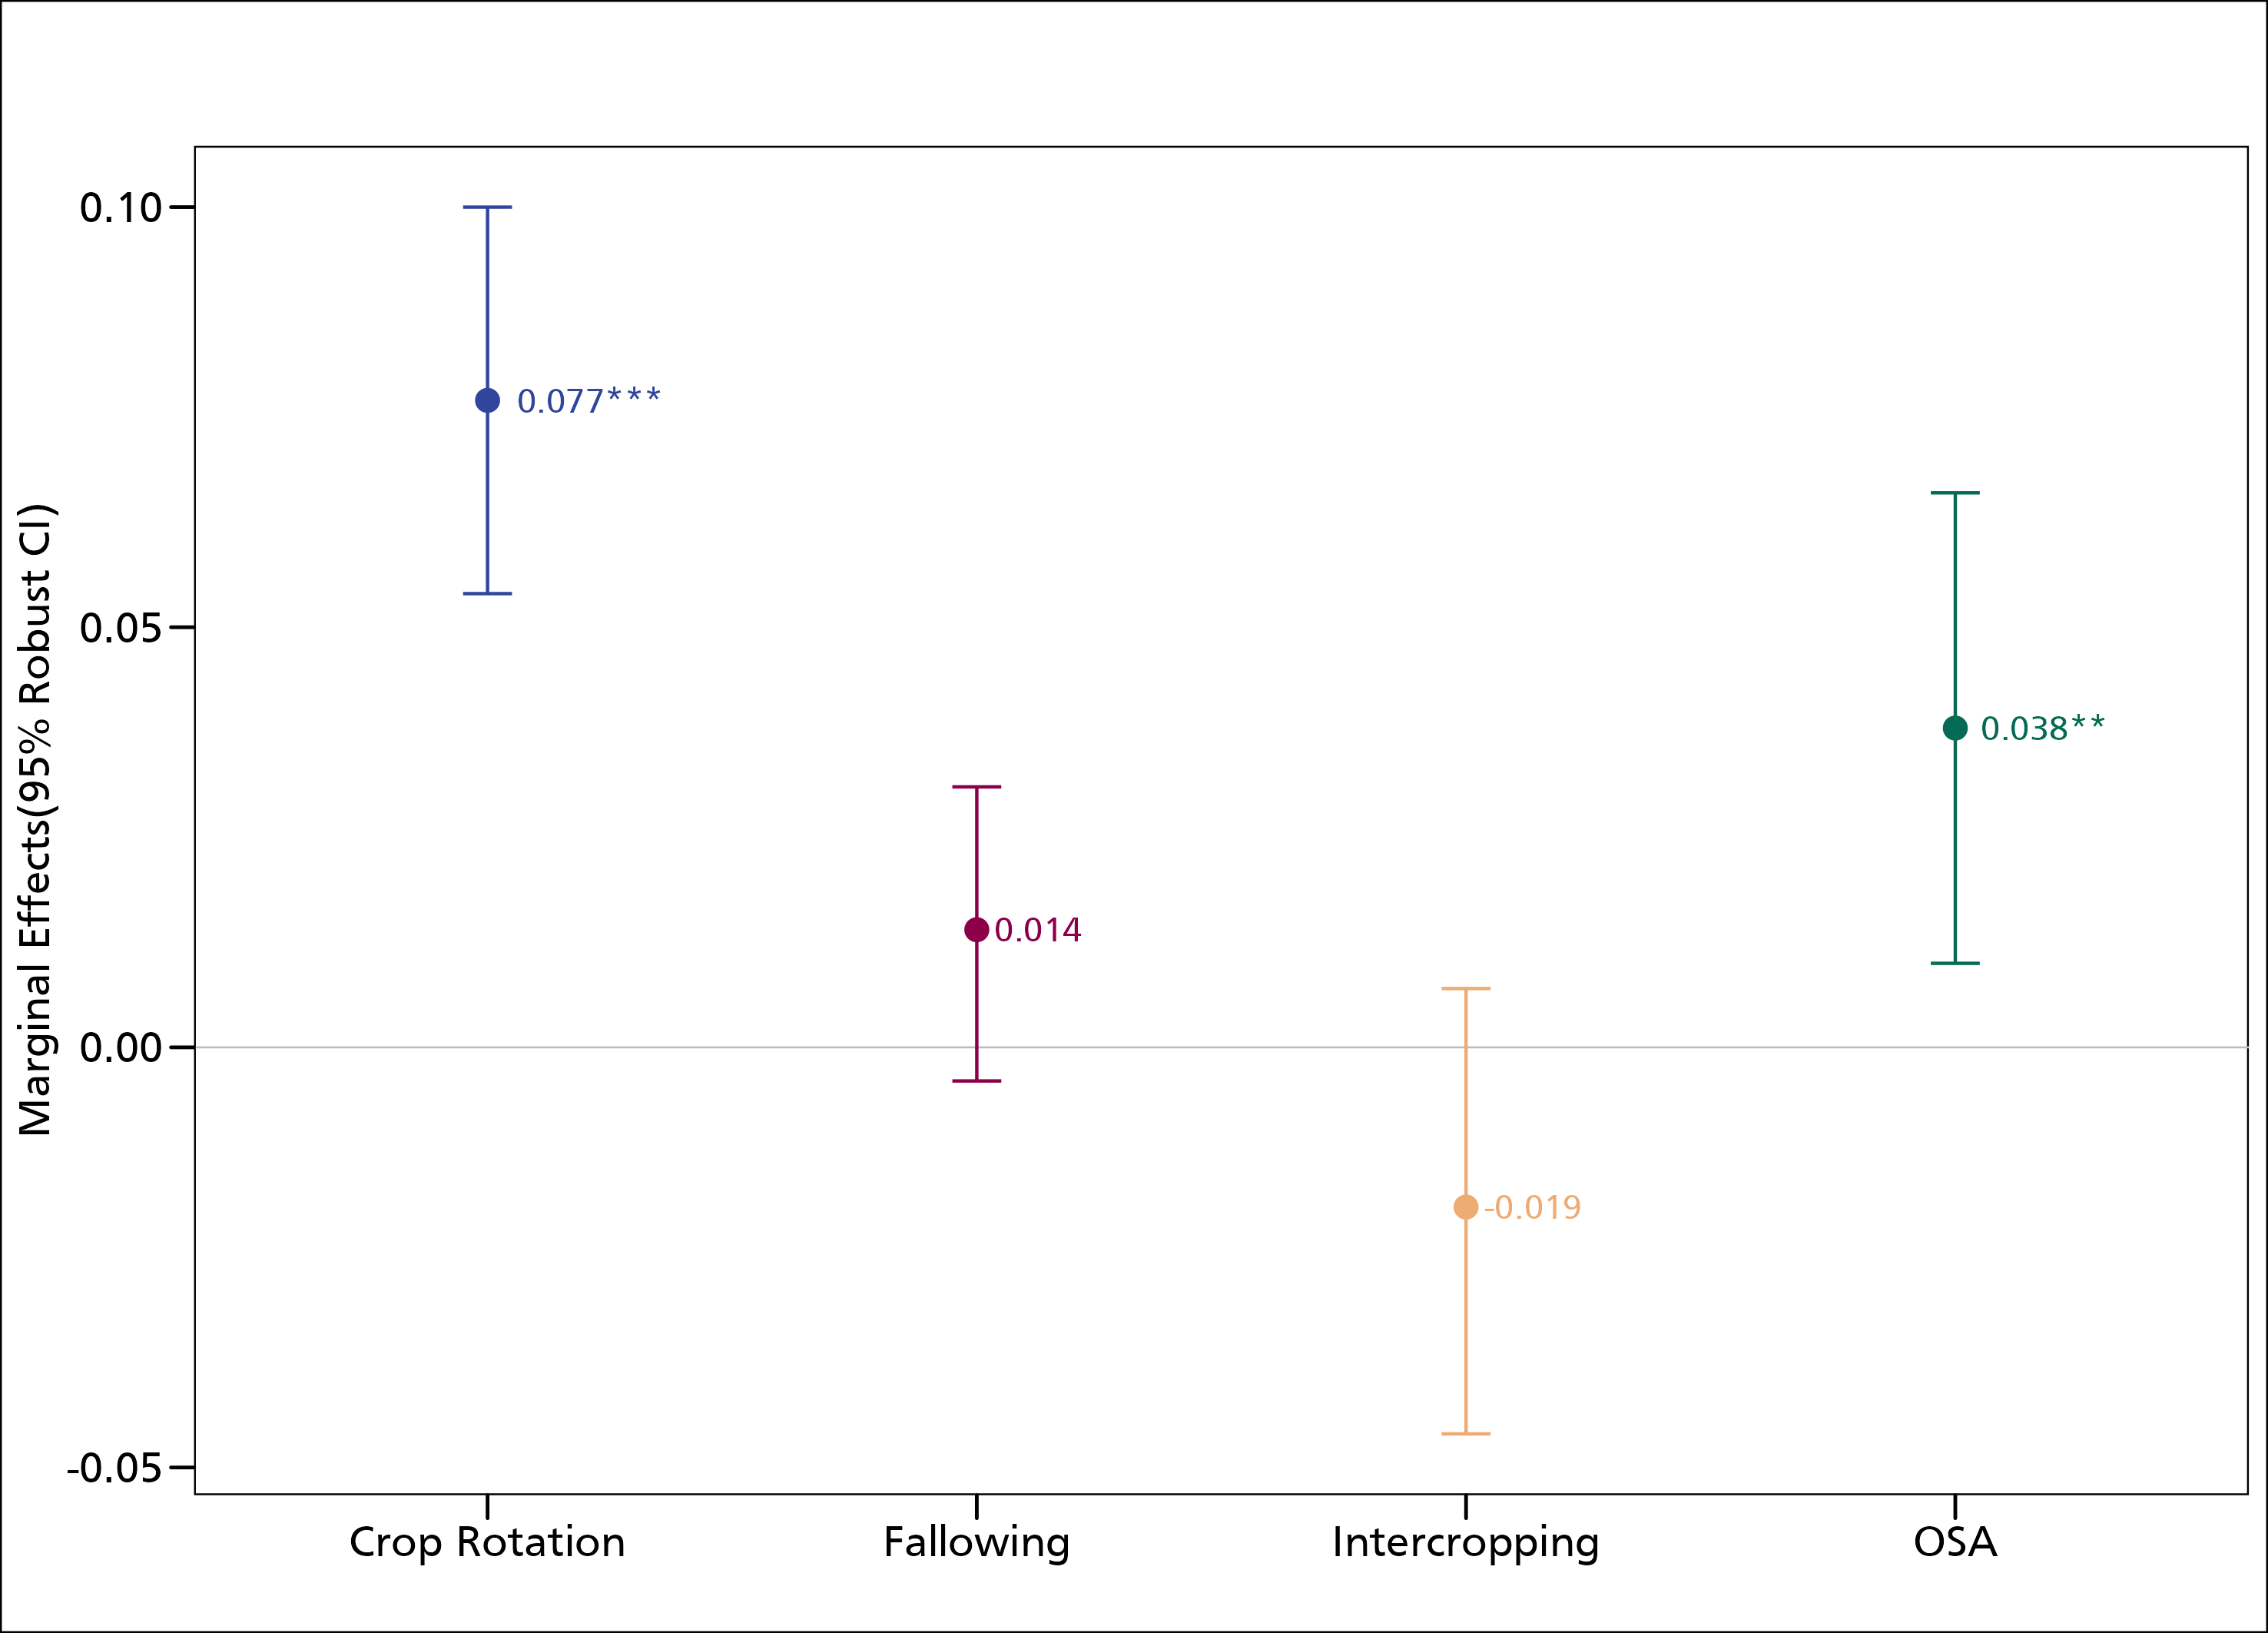 Marginal Effects(95% Robust CI)
0.10
0.05
0.00
-0.05
0.077***
0.014
-0.019
0.038**
Crop Rotation
Fallowing
Intercropping
OSA